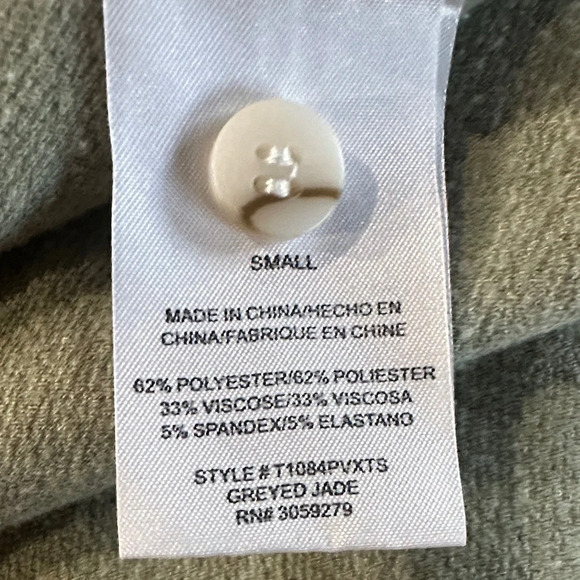 SMALL
MADE IN CHINA/HECHO EN
CHINA/FABRIQUE EN CHINE
62% POLYESTER/62% POLIESTER
33% VISCOSE/33% VISCOSA
5% SPANDEX/5% ELASTANO
STYLE # T1084PVXTS
GREYED JADE
RN# 3059279